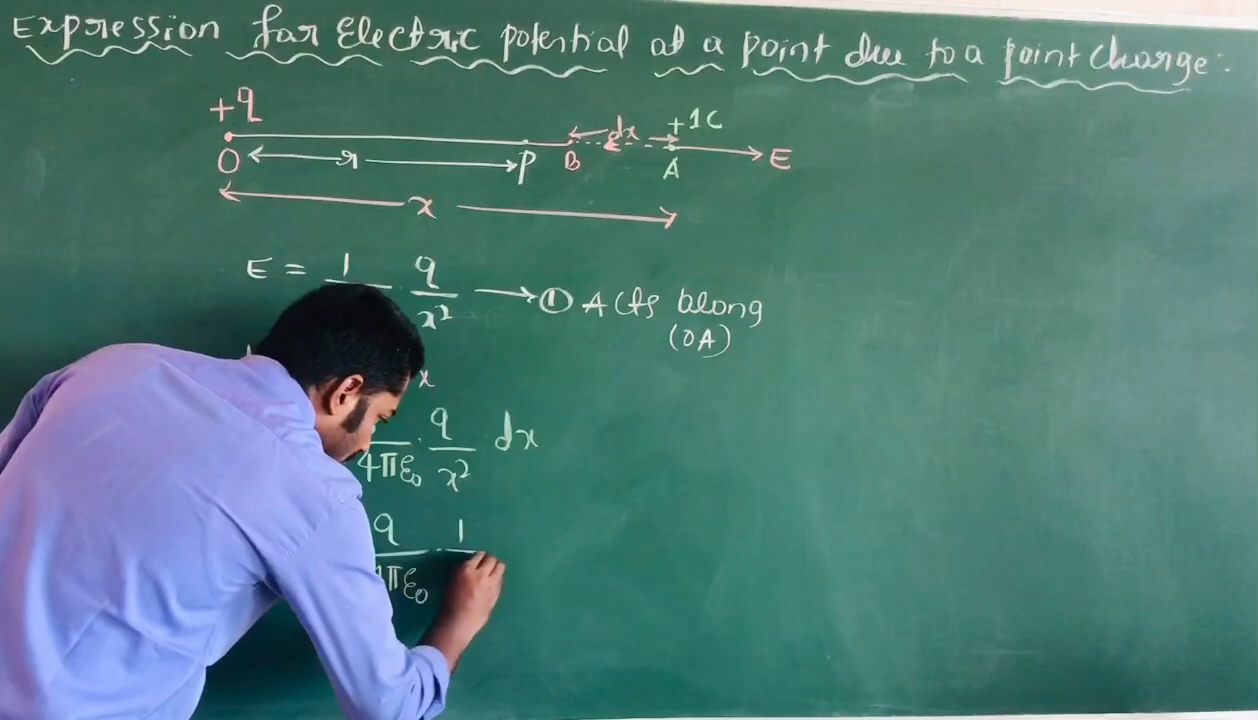 Expression for Electric potential at a point due to a point Charge:
+q
dx +1C
O r P B A E
x
E = 1 q → ① Acts along
x² (OA)
x
q dx
4πε₀ x²
q 1
4πε₀